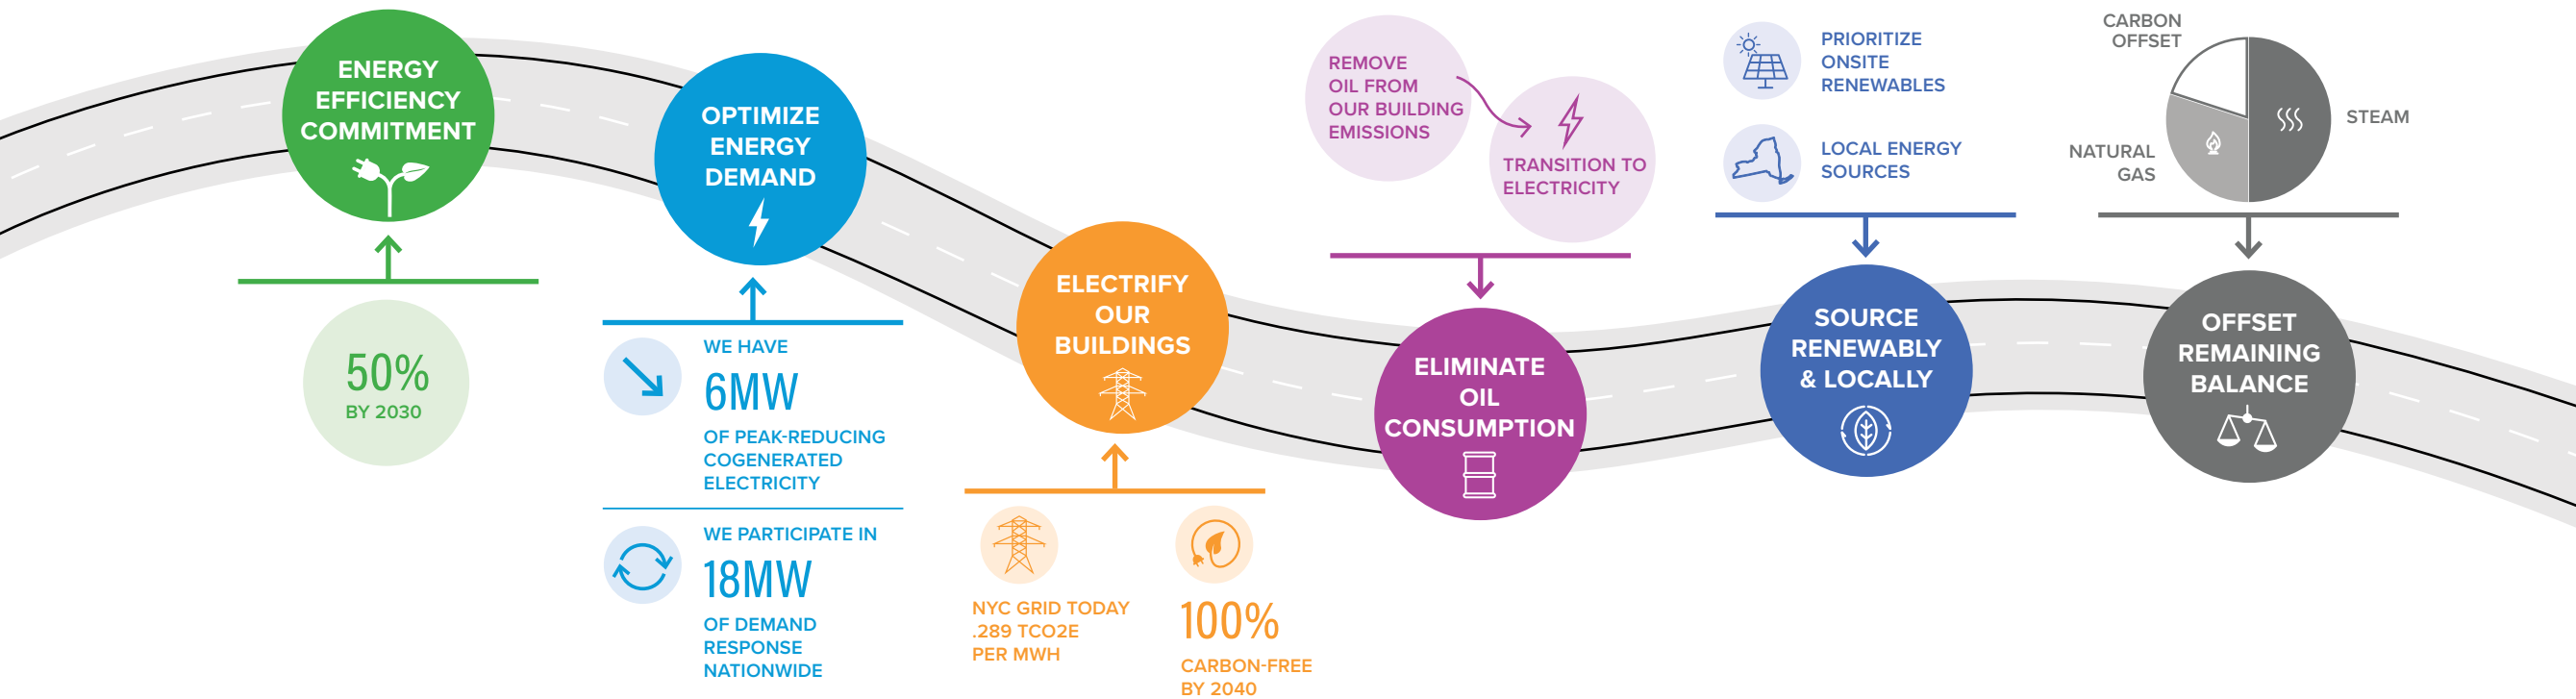 ENERGY
EFFICIENCY
COMMITMENT
50%
BY 2030
OPTIMIZE
ENERGY
DEMAND
WE HAVE
6MW
OF PEAK-REDUCING
COGENERATED
ELECTRICITY
WE PARTICIPATE IN
18MW
OF DEMAND
RESPONSE
NATIONWIDE
ELECTRIFY
OUR
BUILDINGS
NYC GRID TODAY
.289 TCO2E
PER MWH
100%
CARBON-FREE
BY 2040
REMOVE
OIL FROM
OUR BUILDING
EMISSIONS
TRANSITION TO
ELECTRICITY
ELIMINATE
OIL
CONSUMPTION
PRIORITIZE
ONSITE
RENEWABLES
LOCAL ENERGY
SOURCES
SOURCE
RENEWABLY
& LOCALLY
CARBON
OFFSET
STEAM
NATURAL
GAS
OFFSET
REMAINING
BALANCE